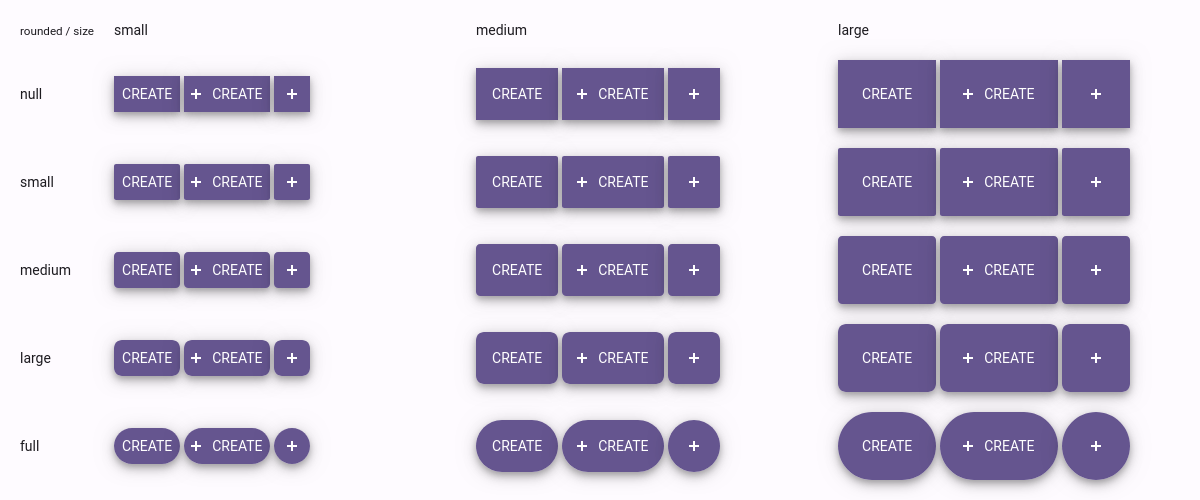 rounded / size small medium large
null CREATE + CREATE + CREATE + CREATE + CREATE + CREATE +
small CREATE + CREATE + CREATE + CREATE + CREATE + CREATE +
medium CREATE + CREATE + CREATE + CREATE + CREATE + CREATE +
large CREATE + CREATE + CREATE + CREATE + CREATE + CREATE +
full CREATE + CREATE + CREATE + CREATE + CREATE + CREATE +